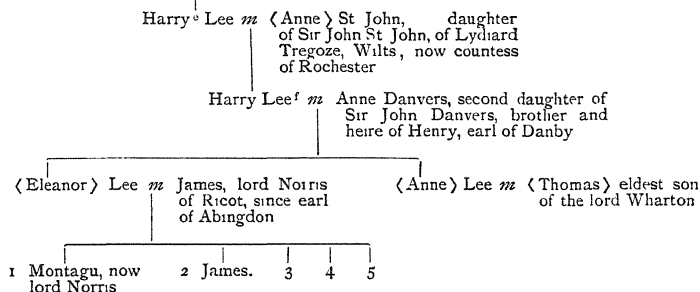 Harry e Lee m ⟨Anne⟩ St John, daughter
of Sir John St John, of Lydiard
Tregoze, Wilts, now countess
of Rochester
Harry Lee f m Anne Danvers, second daughter of
Sir John Danvers, brother and
heire of Henry, earl of Danby
⟨Eleanor⟩ Lee m James, lord Norris
of Ricot, since earl
of Abingdon
⟨Anne⟩ Lee m ⟨Thomas⟩ eldest son
of the lord Wharton
1 Montagu, now
lord Norris
2 James. 3 4 5